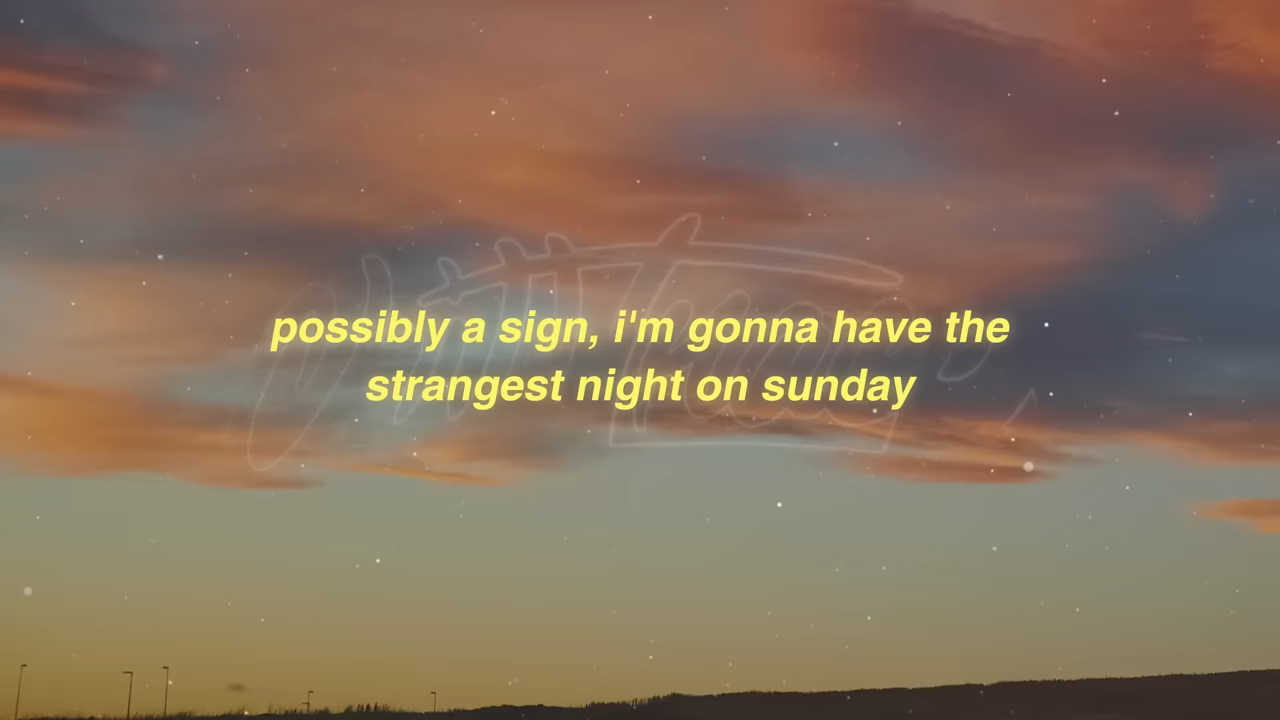 possibly a sign, i'm gonna have the
strangest night on sunday